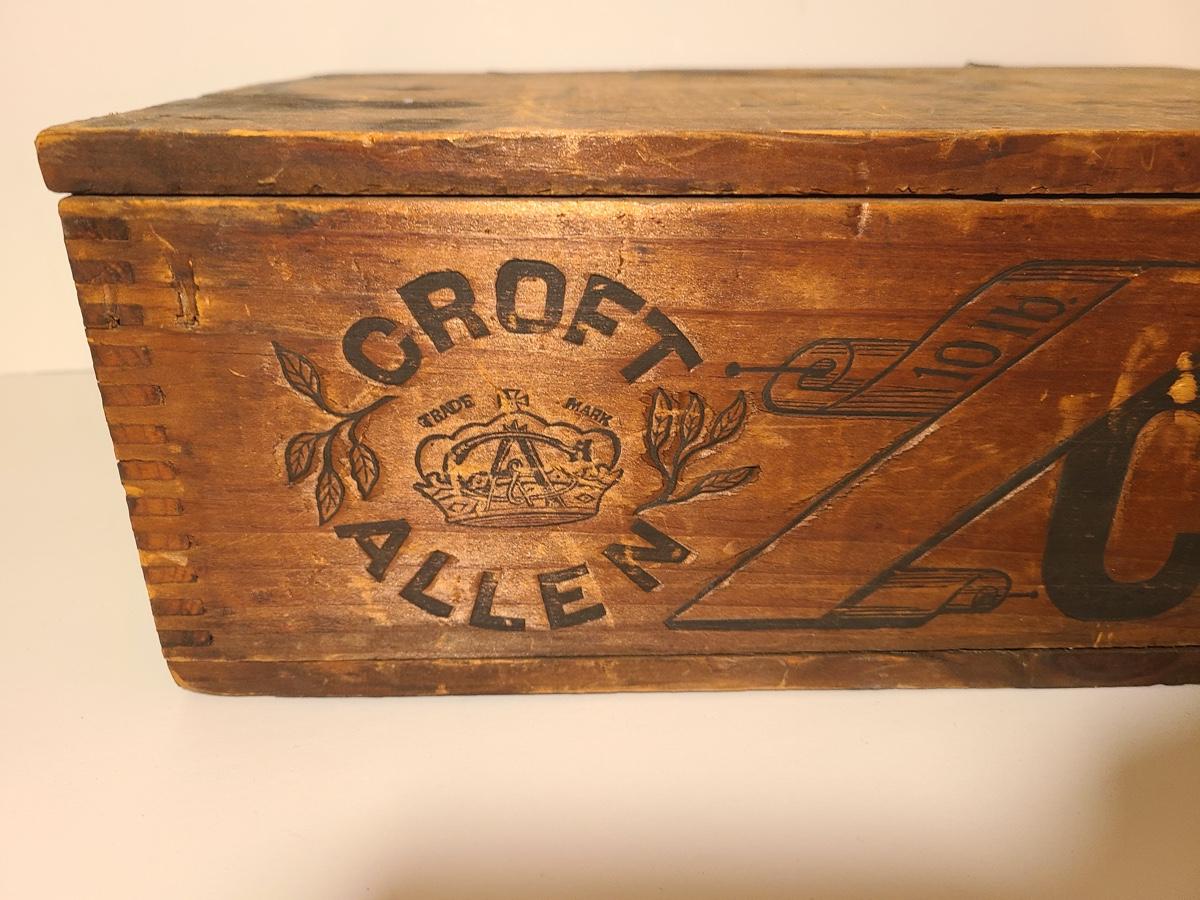 CROFT
TRADE MARK
ALLEN
10 lb.
C